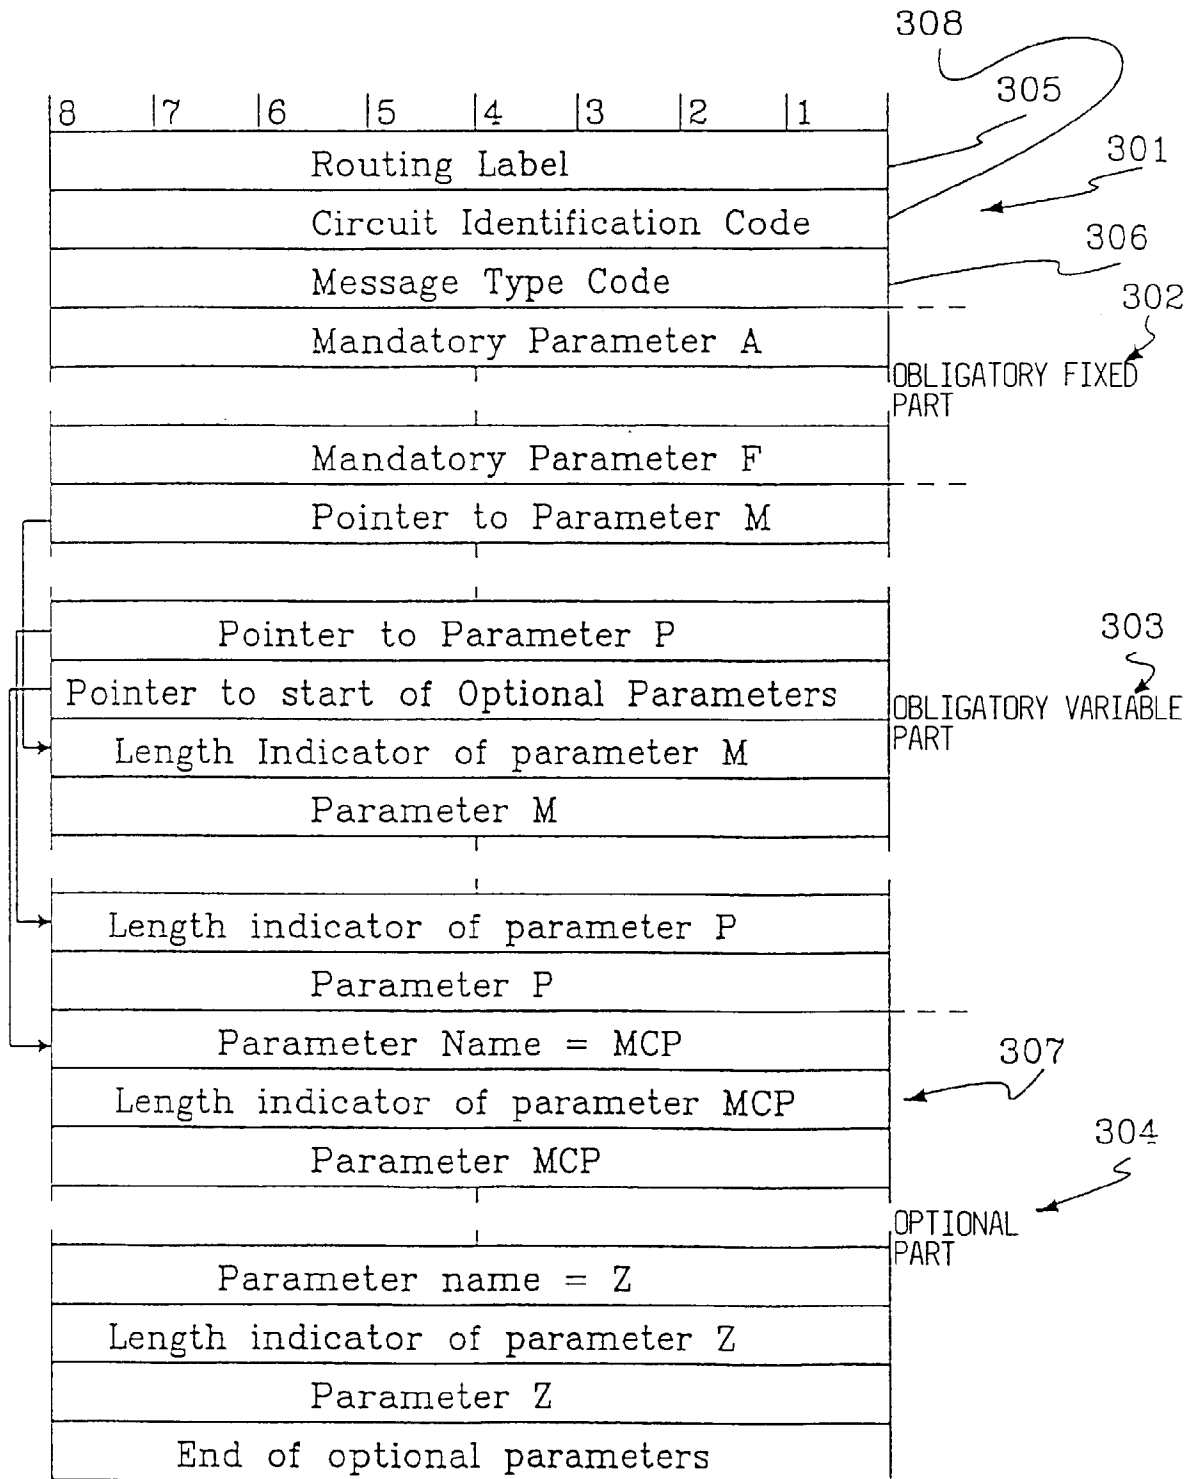 308
305
8 |7 |6 |5 |4 |3 |2 |1
Routing Label
301
Circuit Identification Code
306
Message Type Code
302
Mandatory Parameter A
OBLIGATORY FIXED
PART
Mandatory Parameter F
Pointer to Parameter M
Pointer to Parameter P
303
Pointer to start of Optional Parameters
OBLIGATORY VARIABLE
PART
Length Indicator of parameter M
Parameter M
Length indicator of parameter P
Parameter P
Parameter Name = MCP
307
Length indicator of parameter MCP
304
Parameter MCP
OPTIONAL
PART
Parameter name = Z
Length indicator of parameter Z
Parameter Z
End of optional parameters